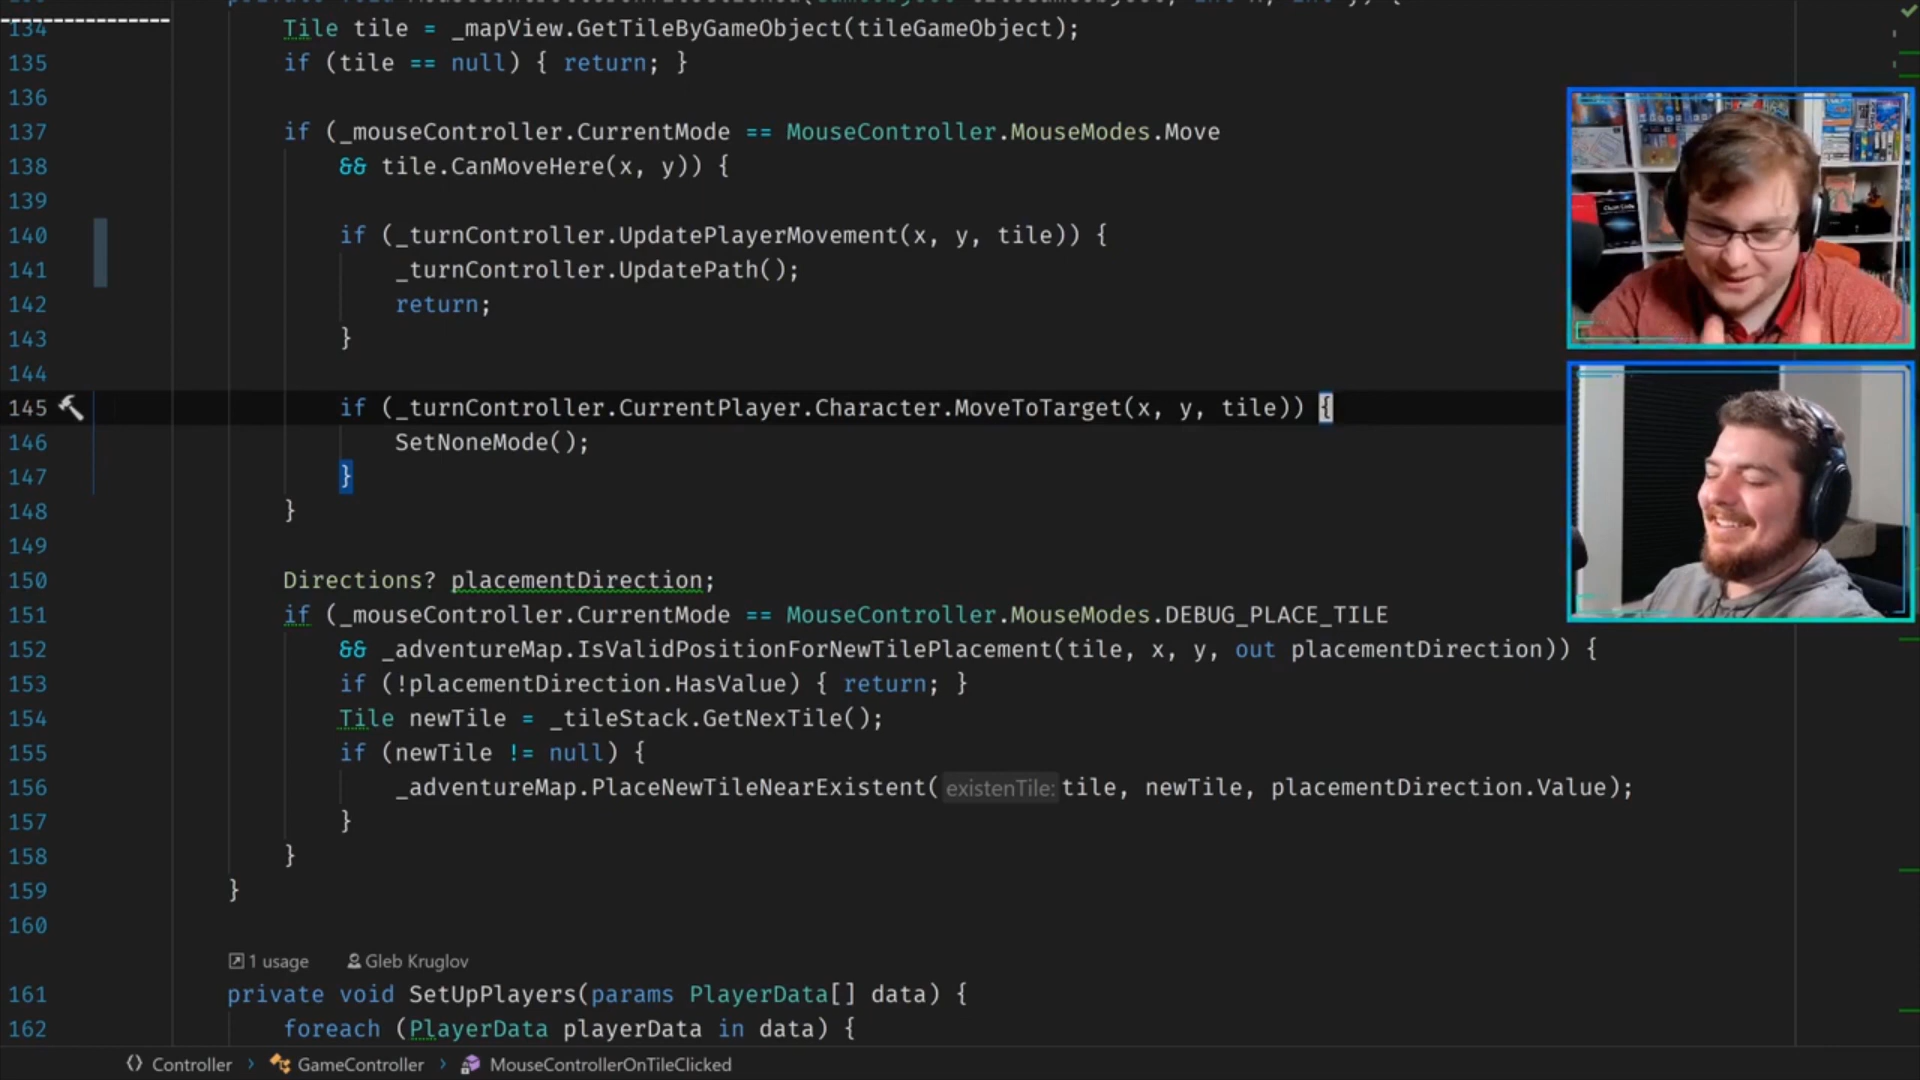 134 Tile tile = _mapView.GetTileByGameObject(tileGameObject);
135 if (tile == null) { return; }
136
137 if (_mouseController.CurrentMode == MouseController.MouseModes.Move
138 && tile.CanMoveHere(x, y)) {
139
140 if (_turnController.UpdatePlayerMovement(x, y, tile)) {
141 _turnController.UpdatePath();
142 return;
143 }
144
145 if (_turnController.CurrentPlayer.Character.MoveToTarget(x, y, tile)) {
146 SetNoneMode();
147 }
148 }
149
150 Directions? placementDirection;
151 if (_mouseController.CurrentMode == MouseController.MouseModes.DEBUG_PLACE_TILE
152 && _adventureMap.IsValidPositionForNewTilePlacement(tile, x, y, out placementDirection)) {
153 if (!placementDirection.HasValue) { return; }
154 Tile newTile = _tileStack.GetNexTile();
155 if (newTile != null) {
156 _adventureMap.PlaceNewTileNearExistent(existenTile: tile, newTile, placementDirection.Value);
157 }
158 }
159 }
160
1 usage Gleb Kruglov
161 private void SetUpPlayers(params PlayerData[] data) {
162 foreach (PlayerData playerData in data) {
Controller › GameController › MouseControllerOnTileClicked